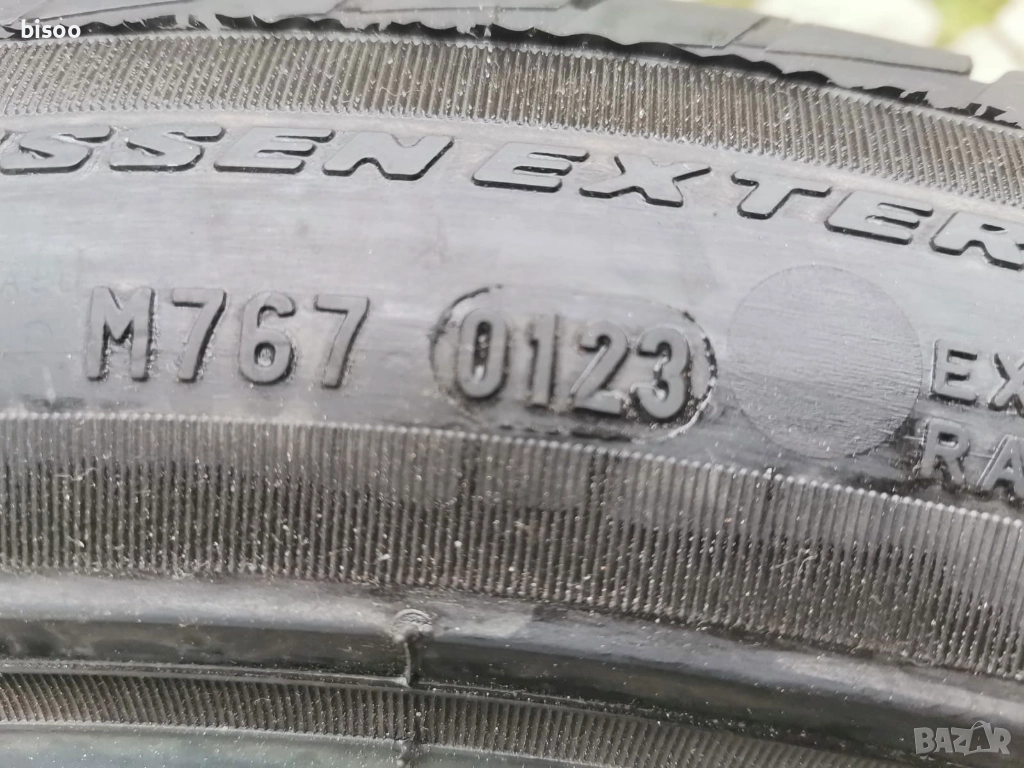 bisoo
SSEN EXTER
M767 0123
EX
RA
BAZAR